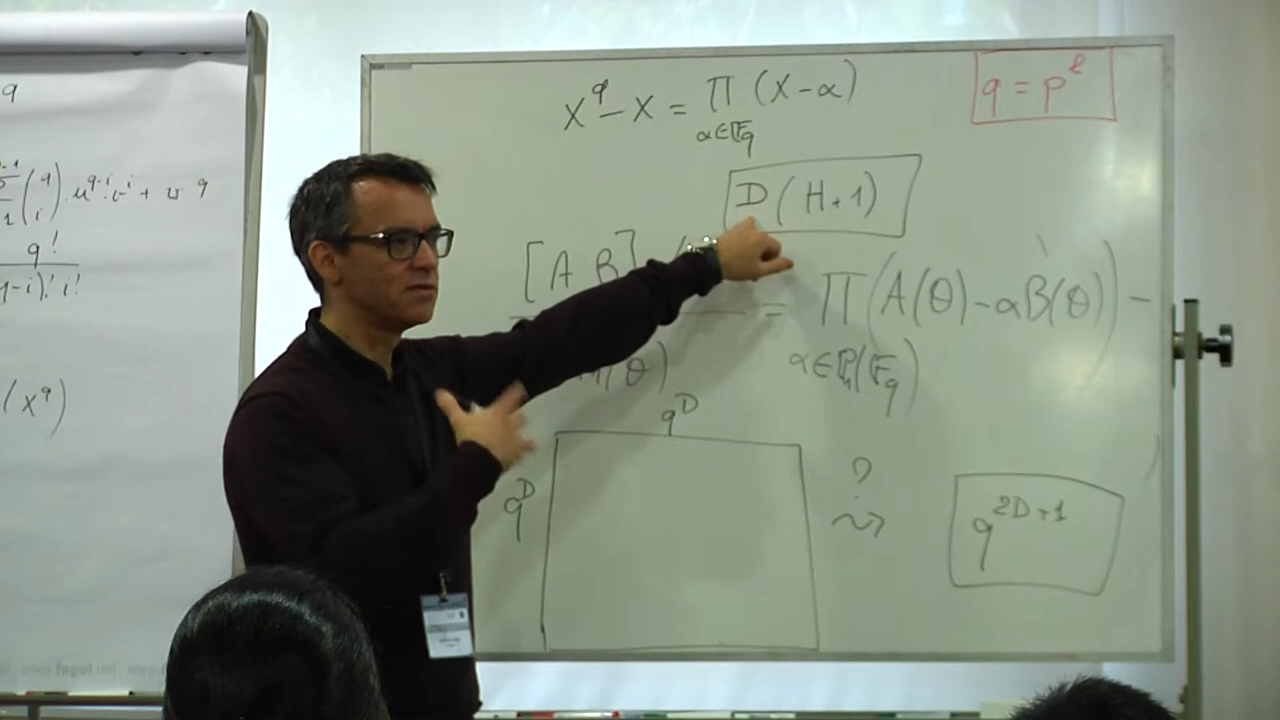 q
(q i) u^{q-i} v^i + v^q
q!
(q-i)! i!
(X^q)
X^q - X = ∏ (X-α)
α∈𝔽_q
q = p^ℓ
D(H+1)
[A B]
= ∏ (A(θ) - αB(θ)) -
(θ)
α∈ℙ_1(𝔽_q)
q^D
q^D
?
⇝
q^{2D+1}